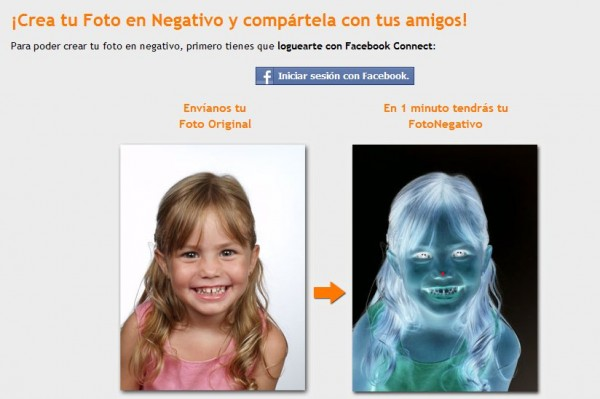 ¡Crea tu Foto en Negativo y compártela con tus amigos!
Para poder crear tu foto en negativo, primero tienes que loguearte con Facebook Connect:
f Iniciar sesión con Facebook.
Envíanos tu
Foto Original
En 1 minuto tendrás tu
FotoNegativo